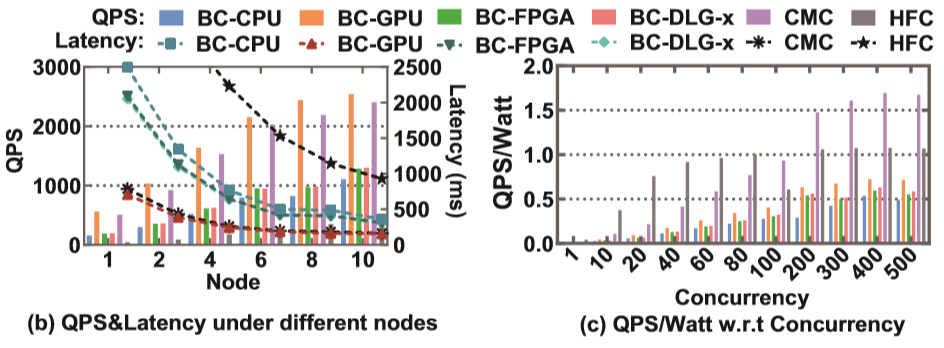 QPS: BC-CPU BC-GPU BC-FPGA BC-DLG-x CMC HFC
Latency: BC-CPU BC-GPU BC-FPGA BC-DLG-x CMC HFC
3000 2000 1000 0
QPS
2500 2000 1500 1000 500 0
Latency (ms)
1 2 4 6 8 10
Node
(b) QPS&Latency under different nodes
2.0 1.5 1.0 0.5 0.0
QPS/Watt
1 10 20 40 60 80 100 200 300 400 500
Concurrency
(c) QPS/Watt w.r.t Concurrency